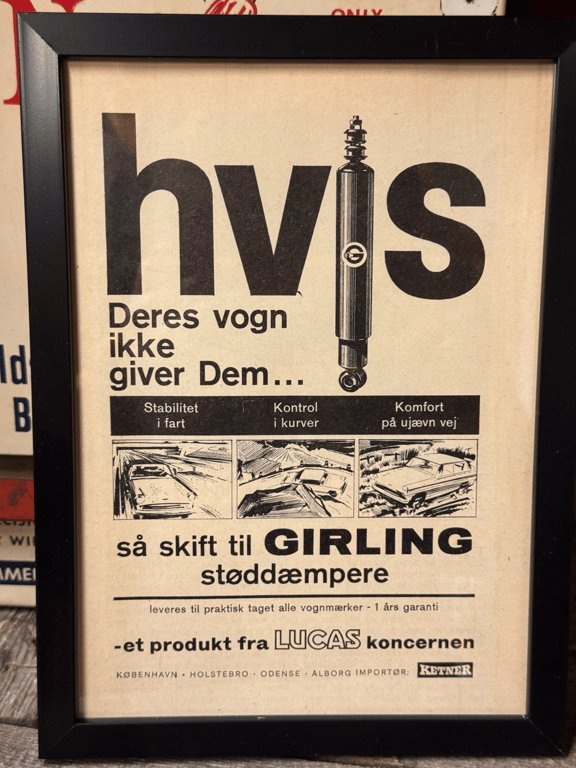 ONLY
hvis
G
Deres vogn
ikke
giver Dem...
Stabilitet
i fart
Kontrol
i kurver
Komfort
på ujævn vej
så skift til GIRLING
støddæmpere
leveres til praktisk taget alle vognmærker - 1 års garanti
-et produkt fra LUCAS koncernen
KØBENHAVN · HOLSTEBRO · ODENSE · ÅLBORG IMPORTØR: KETNER